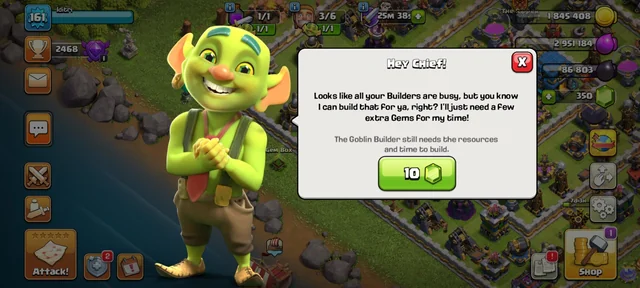 161
2468
1/1
1/1
3/6
25M 38s
1 845 408
2 951 184
86 803
350
Hey Chief!
X
Looks like all your Builders are busy, but you know
I can build that for ya, right? I'll just need a few
extra Gems for my time!
The Goblin Builder still needs the resources
and time to build.
10
Gem Box
Attack!
2
1
Shop